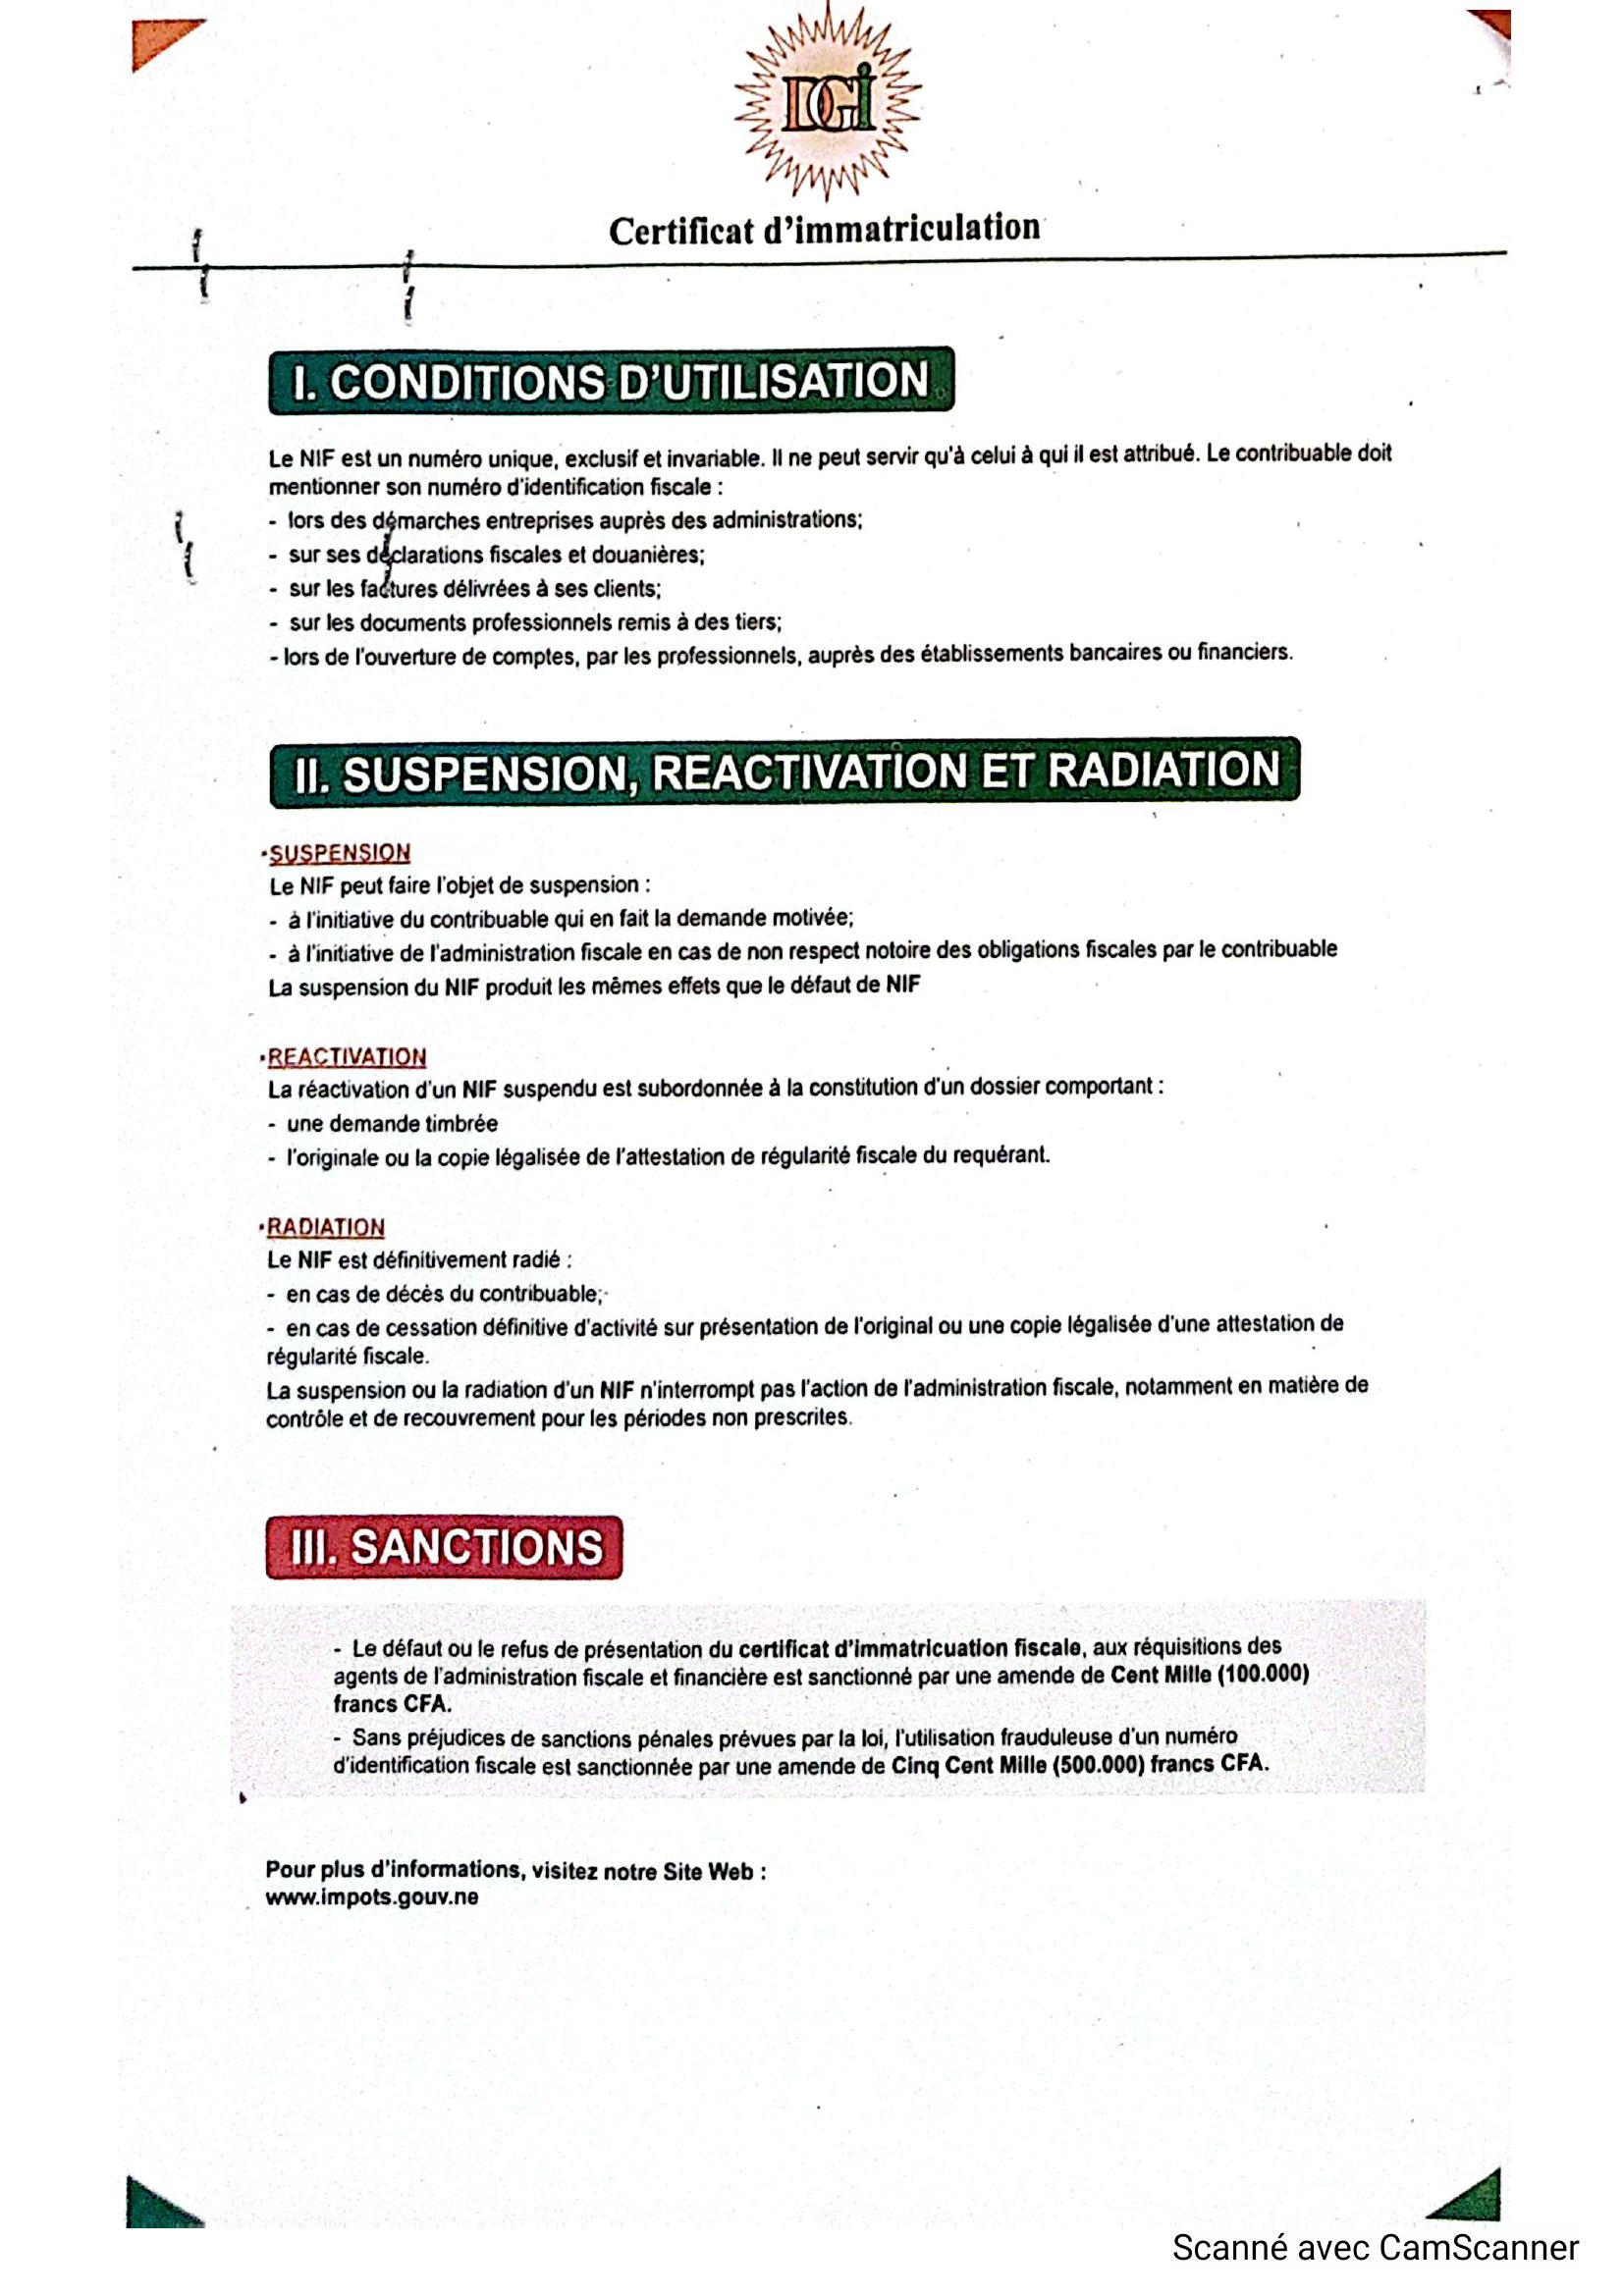 DGI
Certificat d'immatriculation
I. CONDITIONS D'UTILISATION
Le NIF est un numéro unique, exclusif et invariable. Il ne peut servir qu'à celui à qui il est attribué. Le contribuable doit
mentionner son numéro d'identification fiscale :
- lors des démarches entreprises auprès des administrations;
- sur ses déclarations fiscales et douanières;
- sur les factures délivrées à ses clients;
- sur les documents professionnels remis à des tiers;
- lors de l'ouverture de comptes, par les professionnels, auprès des établissements bancaires ou financiers.
II. SUSPENSION, REACTIVATION ET RADIATION
·SUSPENSION
Le NIF peut faire l'objet de suspension :
- à l'initiative du contribuable qui en fait la demande motivée;
- à l'initiative de l'administration fiscale en cas de non respect notoire des obligations fiscales par le contribuable
La suspension du NIF produit les mêmes effets que le défaut de NIF
·REACTIVATION
La réactivation d'un NIF suspendu est subordonnée à la constitution d'un dossier comportant :
- une demande timbrée
- l'originale ou la copie légalisée de l'attestation de régularité fiscale du requérant.
·RADIATION
Le NIF est définitivement radié :
- en cas de décès du contribuable;
- en cas de cessation définitive d'activité sur présentation de l'original ou une copie légalisée d'une attestation de
régularité fiscale.
La suspension ou la radiation d'un NIF n'interrompt pas l'action de l'administration fiscale, notamment en matière de
contrôle et de recouvrement pour les périodes non prescrites.
III. SANCTIONS
- Le défaut ou le refus de présentation du certificat d'immatricuation fiscale, aux réquisitions des
agents de l'administration fiscale et financière est sanctionné par une amende de Cent Mille (100.000)
francs CFA.
- Sans préjudices de sanctions pénales prévues par la loi, l'utilisation frauduleuse d'un numéro
d'identification fiscale est sanctionnée par une amende de Cinq Cent Mille (500.000) francs CFA.
Pour plus d'informations, visitez notre Site Web :
www.impots.gouv.ne
Scanné avec CamScanner